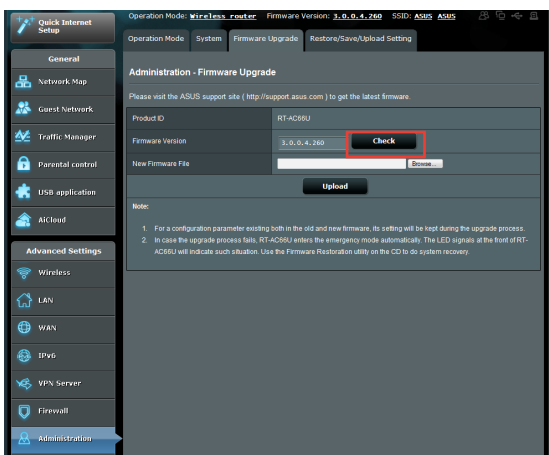 Quick Internet
Setup
Operation Mode: Wireless router Firmware Version: 3.0.0.4.260 SSID: ASUS ASUS
Operation Mode System Firmware Upgrade Restore/Save/Upload Setting
General
Network Map
Guest Network
Traffic Manager
Parental control
USB application
AiCloud
Advanced Settings
Wireless
LAN
WAN
IPv6
VPN Server
Firewall
Administration
Administration - Firmware Upgrade
Please visit the ASUS support site ( http://support.asus.com ) to get the latest firmware.
Product ID RT-AC66U
Firmware Version 3.0.0.4.260 Check
New Firmware File Browse...
Upload
Note:
1. For a configuration parameter existing both in the old and new firmware, its setting will be kept during the upgrade process.
2. In case the upgrade process fails, RT-AC66U enters the emergency mode automatically. The LED signals at the front of RT-
AC66U will indicate such situation. Use the Firmware Restoration utility on the CD to do system recovery.